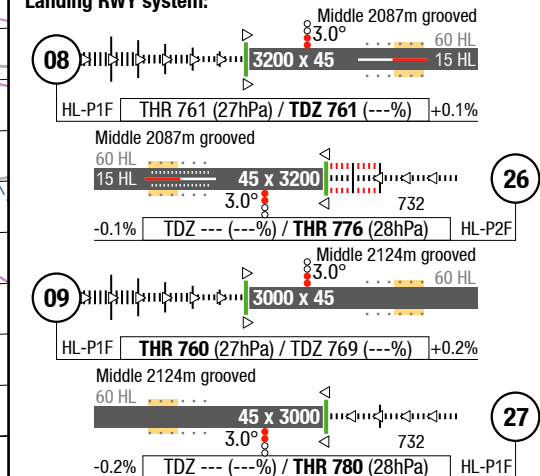 Landing RWY system:
Middle 2087m grooved
3.0°
60 HL
08
3200 x 45
15 HL
HL-P1F
THR 761 (27hPa) / TDZ 761 (---%)
+0.1%
Middle 2087m grooved
60 HL
15 HL
45 x 3200
26
3.0°
732
-0.1%
TDZ --- (---%) / THR 776 (28hPa)
HL-P2F
Middle 2124m grooved
3.0°
60 HL
09
3000 x 45
HL-P1F
THR 760 (27hPa) / TDZ 769 (---%)
+0.2%
Middle 2124m grooved
60 HL
45 x 3000
27
3.0°
732
-0.2%
TDZ --- (---%) / THR 780 (28hPa)
HL-P1F